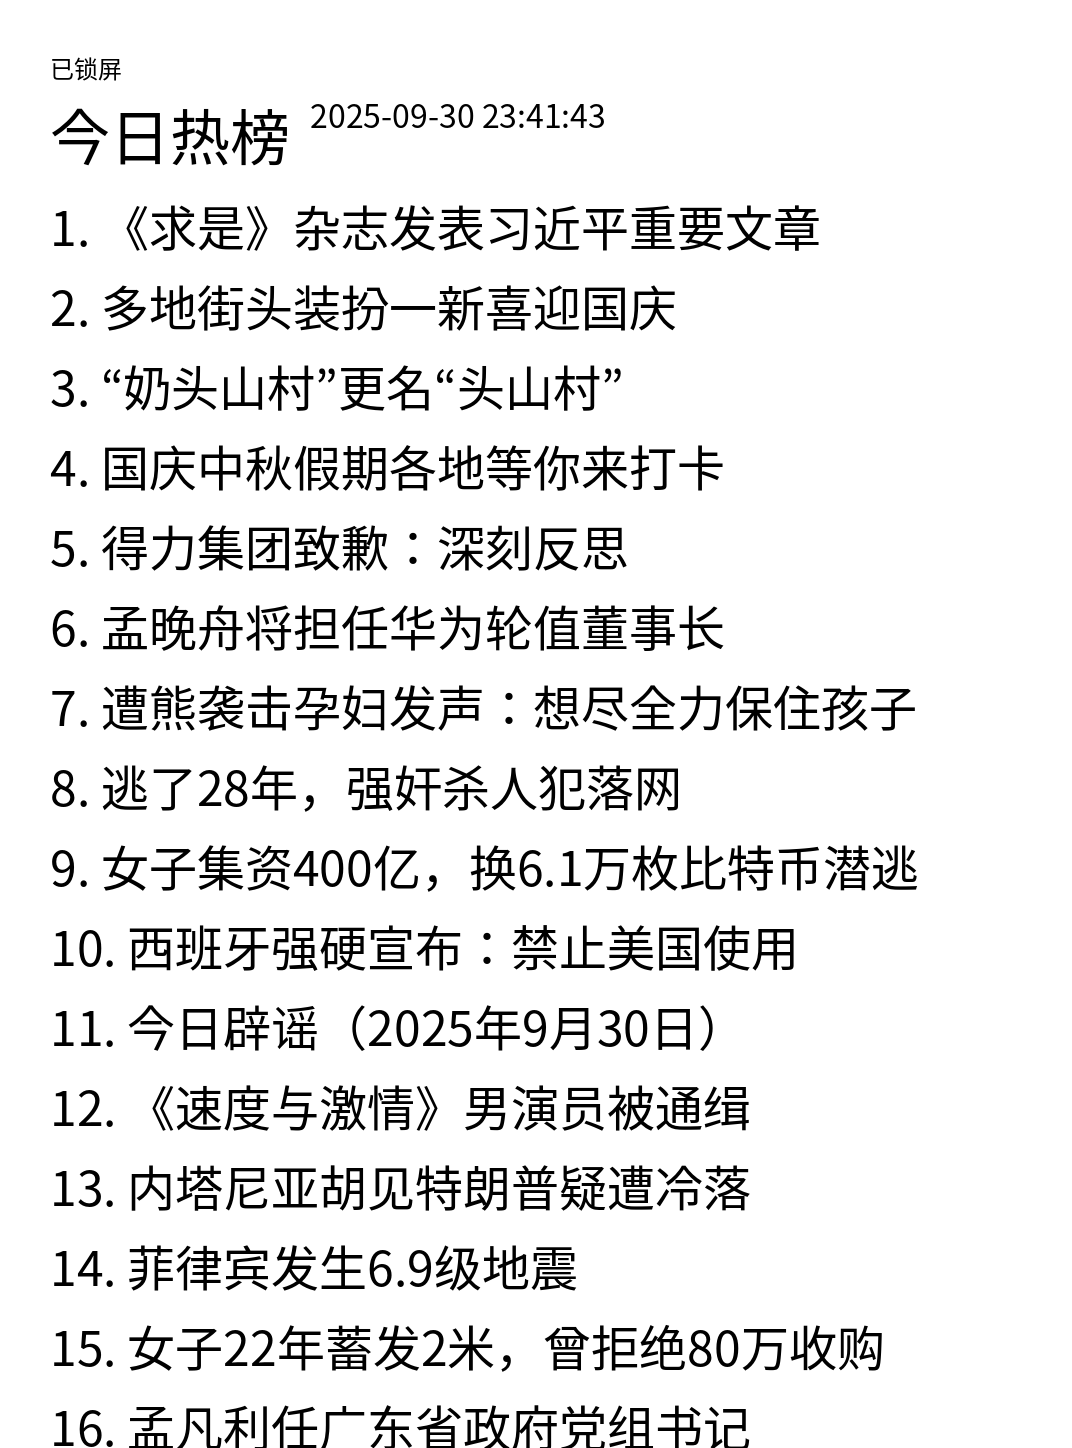 已锁屏
今日热榜 2025-09-30 23:41:43
1. 《求是》杂志发表习近平重要文章
2. 多地街头装扮一新喜迎国庆
3. “奶头山村”更名“头山村”
4. 国庆中秋假期各地等你来打卡
5. 得力集团致歉：深刻反思
6. 孟晚舟将担任华为轮值董事长
7. 遭熊袭击孕妇发声：想尽全力保住孩子
8. 逃了28年，强奸杀人犯落网
9. 女子集资400亿，换6.1万枚比特币潜逃
10. 西班牙强硬宣布：禁止美国使用
11. 今日辟谣（2025年9月30日）
12. 《速度与激情》男演员被通缉
13. 内塔尼亚胡见特朗普疑遭冷落
14. 菲律宾发生6.9级地震
15. 女子22年蓄发2米，曾拒绝80万收购
16. 孟凡利任广东省政府党组书记